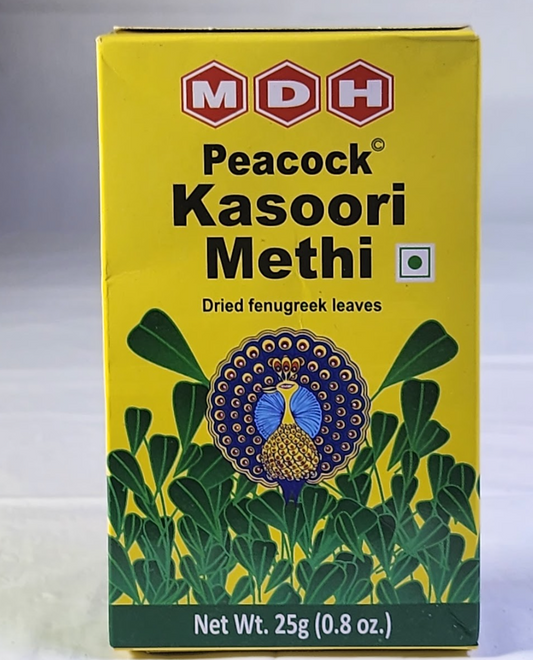 MDH
Peacock©
Kasoori
Methi
Dried fenugreek leaves
Net Wt. 25g (0.8 oz.)